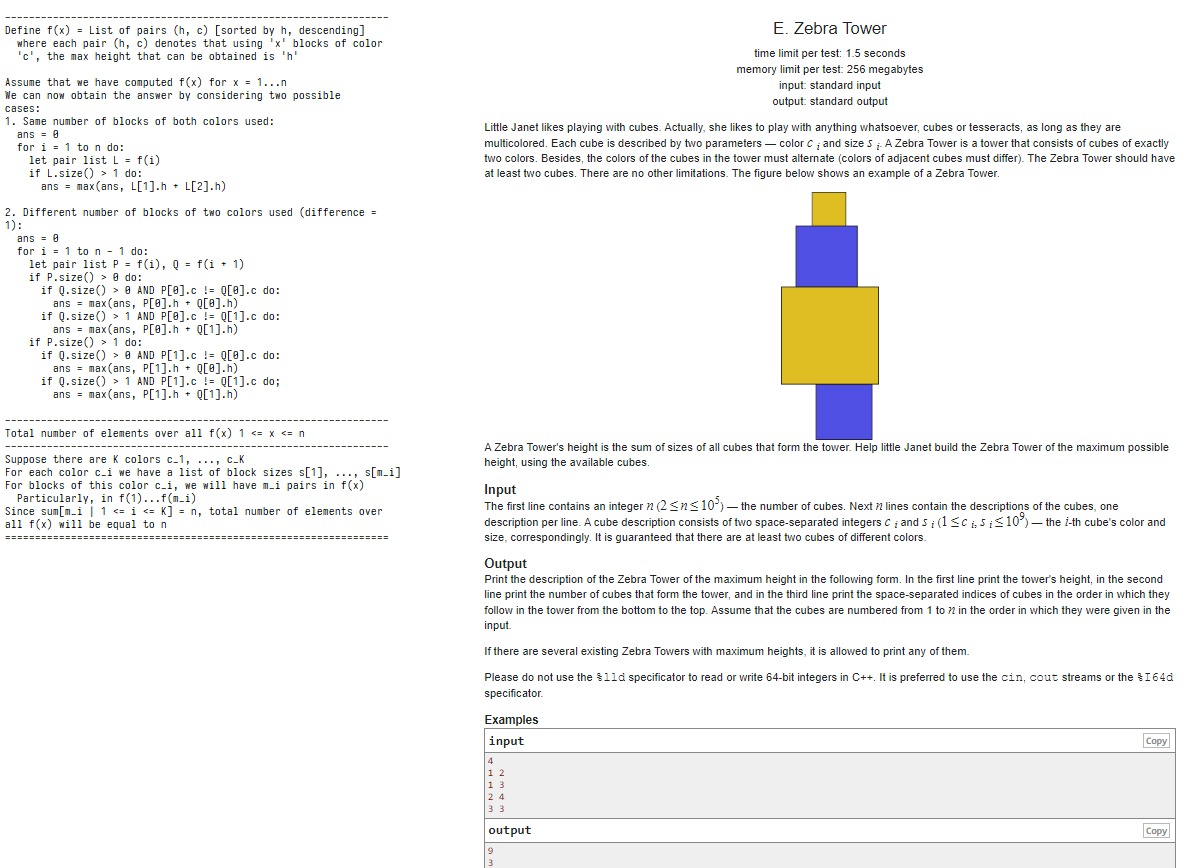 ----------------------------------------------------------------
Define f(x) = List of pairs (h, c) [sorted by h, descending]
  where each pair (h, c) denotes that using 'x' blocks of color
  'c', the max height that can be obtained is 'h'

Assume that we have computed f(x) for x = 1...n
We can now obtain the answer by considering two possible
cases:
1. Same number of blocks of both colors used:
  ans = 0
  for i = 1 to n do:
    let pair list L = f(i)
    if L.size() > 1 do:
      ans = max(ans, L[1].h + L[2].h)

2. Different number of blocks of two colors used (difference =
1):
  ans = 0
  for i = 1 to n - 1 do:
    let pair list P = f(i), Q = f(i + 1)
    if P.size() > 0 do:
      if Q.size() > 0 AND P[0].c != Q[0].c do:
        ans = max(ans, P[0].h + Q[0].h)
      if Q.size() > 1 AND P[0].c != Q[1].c do:
        ans = max(ans, P[0].h + Q[1].h)
    if P.size() > 1 do:
      if Q.size() > 0 AND P[1].c != Q[0].c do:
        ans = max(ans, P[1].h + Q[0].h)
      if Q.size() > 1 AND P[1].c != Q[1].c do;
        ans = max(ans, P[1].h + Q[1].h)

----------------------------------------------------------------
Total number of elements over all f(x) 1 <= x <= n
----------------------------------------------------------------
Suppose there are K colors c_1, ..., c_K
For each color c_i we have a list of block sizes s[1], ..., s[m_i]
For blocks of this color c_i, we will have m_i pairs in f(x)
  Particularly, in f(1)...f(m_i)
Since sum[m_i | 1 <= i <= K] = n, total number of elements over
all f(x) will be equal to n
================================================================
E. Zebra Tower
time limit per test: 1.5 seconds
memory limit per test: 256 megabytes
input: standard input
output: standard output
Little Janet likes playing with cubes. Actually, she likes to play with anything whatsoever, cubes or tesseracts, as long as they are
multicolored. Each cube is described by two parameters — color c i and size s i. A Zebra Tower is a tower that consists of cubes of exactly
two colors. Besides, the colors of the cubes in the tower must alternate (colors of adjacent cubes must differ). The Zebra Tower should have
at least two cubes. There are no other limitations. The figure below shows an example of a Zebra Tower.
A Zebra Tower's height is the sum of sizes of all cubes that form the tower. Help little Janet build the Zebra Tower of the maximum possible
height, using the available cubes.
Input
The first line contains an integer n (2 ≤ n ≤ 10^5) — the number of cubes. Next n lines contain the descriptions of the cubes, one
description per line. A cube description consists of two space-separated integers c i and s i (1 ≤ c i, s i ≤ 10^9) — the i-th cube's color and
size, correspondingly. It is guaranteed that there are at least two cubes of different colors.
Output
Print the description of the Zebra Tower of the maximum height in the following form. In the first line print the tower's height, in the second
line print the number of cubes that form the tower, and in the third line print the space-separated indices of cubes in the order in which they
follow in the tower from the bottom to the top. Assume that the cubes are numbered from 1 to n in the order in which they were given in the
input.
If there are several existing Zebra Towers with maximum heights, it is allowed to print any of them.
Please do not use the %lld specificator to read or write 64-bit integers in C++. It is preferred to use the cin, cout streams or the %I64d
specificator.
Examples
input Copy
4
1 2
1 3
2 4
3 3
output Copy
9
3